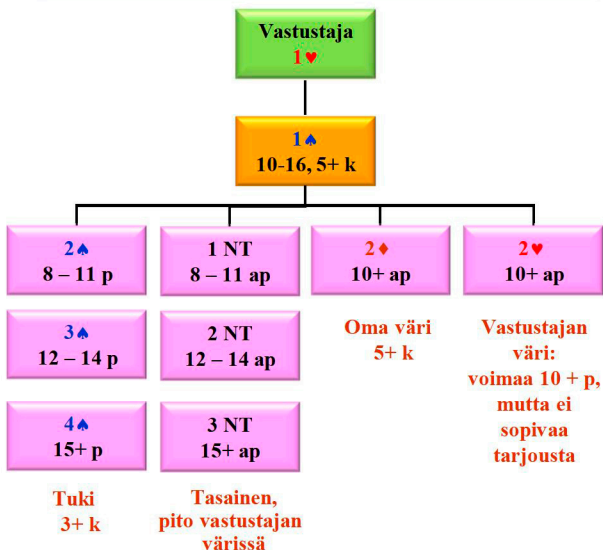 Vastustaja
1♥
1♠
10-16, 5+ k
2♠
8 – 11 p
3♠
12 – 14 p
4♠
15+ p
Tuki
3+ k
1 NT
8 – 11 ap
2 NT
12 – 14 ap
3 NT
15+ ap
Tasainen,
pito vastustajan
värissä
2♦
10+ ap
Oma väri
5+ k
2♥
10+ ap
Vastustajan
väri:
voimaa 10 + p,
mutta ei
sopivaa
tarjousta